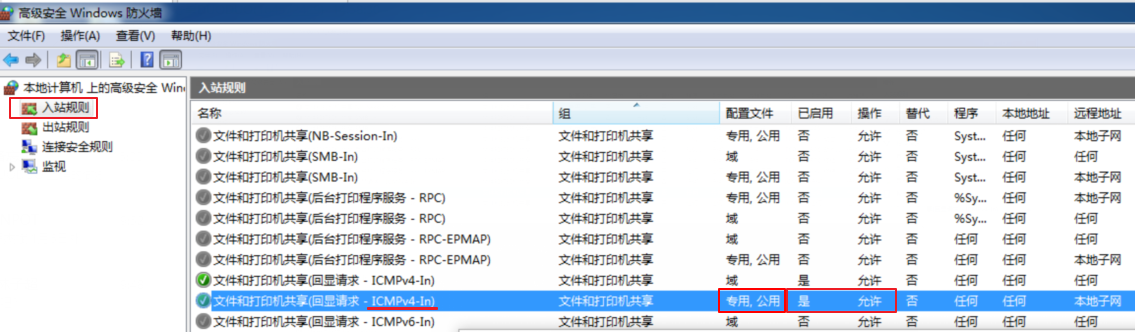 高级安全 Windows 防火墙
文件(F) 操作(A) 查看(V) 帮助(H)
本地计算机 上的高级安全 Win
入站规则
出站规则
连接安全规则
监视
入站规则
名称 组 配置文件 已启用 操作 替代 程序 本地地址 远程地址
文件和打印机共享(NB-Session-In) 文件和打印机共享 专用, 公用 否 允许 否 Syst... 任何 本地子网
文件和打印机共享(SMB-In) 文件和打印机共享 域 否 允许 否 Syst... 任何 任何
文件和打印机共享(SMB-In) 文件和打印机共享 专用, 公用 否 允许 否 Syst... 任何 本地子网
文件和打印机共享(后台打印程序服务 - RPC) 文件和打印机共享 专用, 公用 否 允许 否 %Sy... 任何 本地子网
文件和打印机共享(后台打印程序服务 - RPC) 文件和打印机共享 域 否 允许 否 %Sy... 任何 任何
文件和打印机共享(后台打印程序服务 - RPC-EPMAP) 文件和打印机共享 域 否 允许 否 任何 任何 任何
文件和打印机共享(后台打印程序服务 - RPC-EPMAP) 文件和打印机共享 专用, 公用 否 允许 否 任何 任何 本地子网
文件和打印机共享(回显请求 - ICMPv4-In) 文件和打印机共享 域 是 允许 否 任何 任何 任何
文件和打印机共享(回显请求 - ICMPv4-In) 文件和打印机共享 专用, 公用 是 允许 否 任何 任何 本地子网
文件和打印机共享(回显请求 - ICMPv6-In) 文件和打印机共享 域 否 允许 否 任何 任何 任何